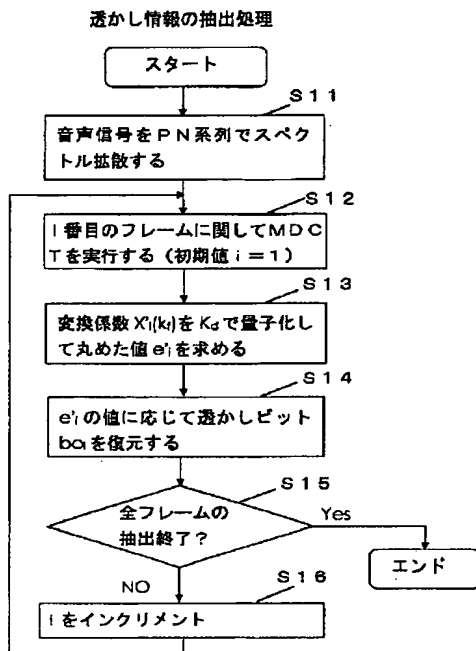 透かし情報の抽出処理
スタート
S11
音声信号をPN系列でスペク
トル拡散する
S12
I番目のフレームに関してMDC
Tを実行する(初期値i=1)
S13
変換係数X'i(kf)をKdで量子化し
て丸めた値e'iを求める
S14
e'iの値に応じて透かしビット
boiを復元する
S15
全フレームの
抽出終了?
Yes
エンド
NO
S16
iをインクリメント